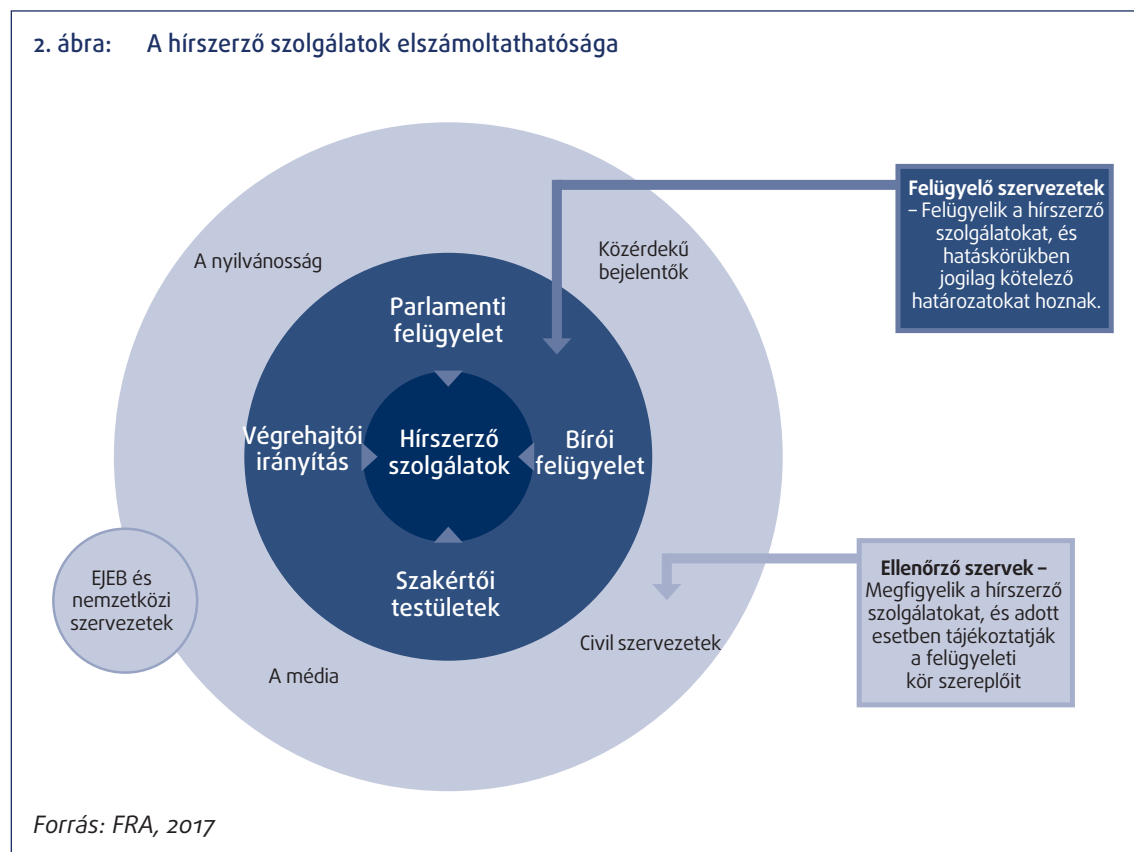 2. ábra: A hírszerző szolgálatok elszámoltathatósága
Felügyelő szervezetek
– Felügyelik a hírszerző
szolgálatokat, és
hatáskörükben
jogilag kötelező
határozatokat hoznak.
A nyilvánosság
Közérdekű
bejelentők
Parlamenti
felügyelet
Végrehajtói
irányítás
Hírszerző
szolgálatok
Bírói
felügyelet
Szakértői
testületek
EJEB és
nemzetközi
szervezetek
A média
Civil szervezetek
Ellenőrző szervek –
Megfigyelik a hírszerző
szolgálatokat, és adott
esetben tájékoztatják
a felügyeleti
kör szereplőit
Forrás: FRA, 2017